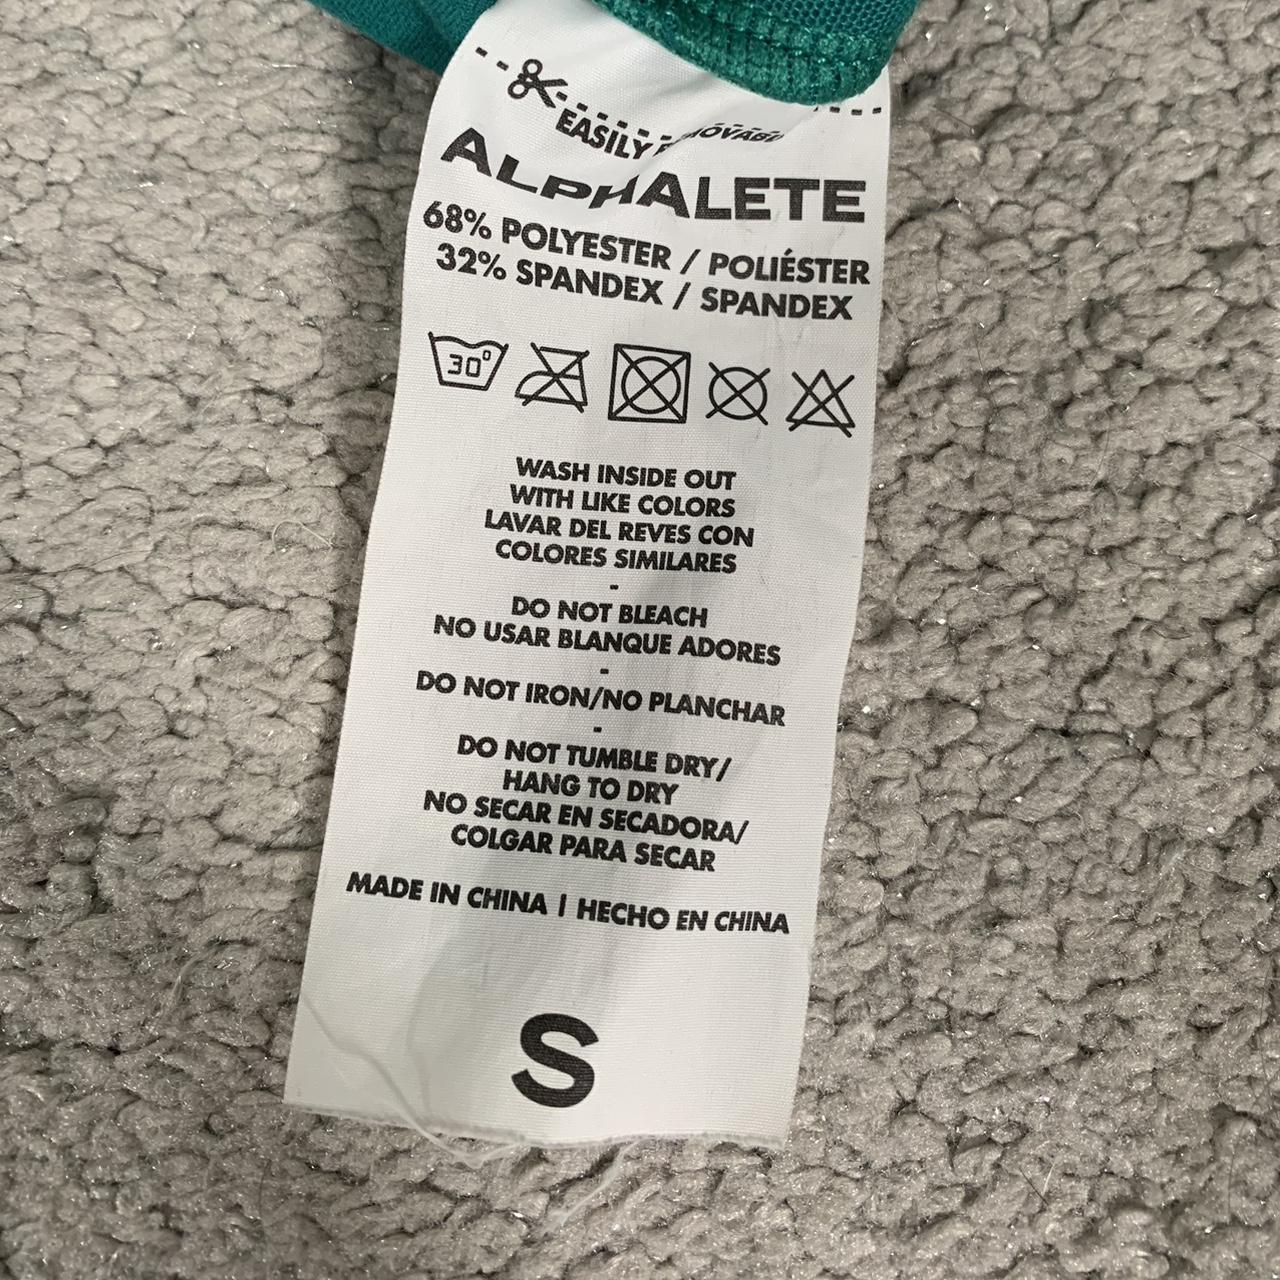 EASILY
ALPHALETE
68% POLYESTER / POLIÉSTER
32% SPANDEX / SPANDEX
30°
WASH INSIDE OUT
WITH LIKE COLORS
LAVAR DEL REVES CON
COLORES SIMILARES
-
DO NOT BLEACH
NO USAR BLANQUE ADORES
-
DO NOT IRON/NO PLANCHAR
-
DO NOT TUMBLE DRY/
HANG TO DRY
NO SECAR EN SECADORA/
COLGAR PARA SECAR
MADE IN CHINA | HECHO EN CHINA
S